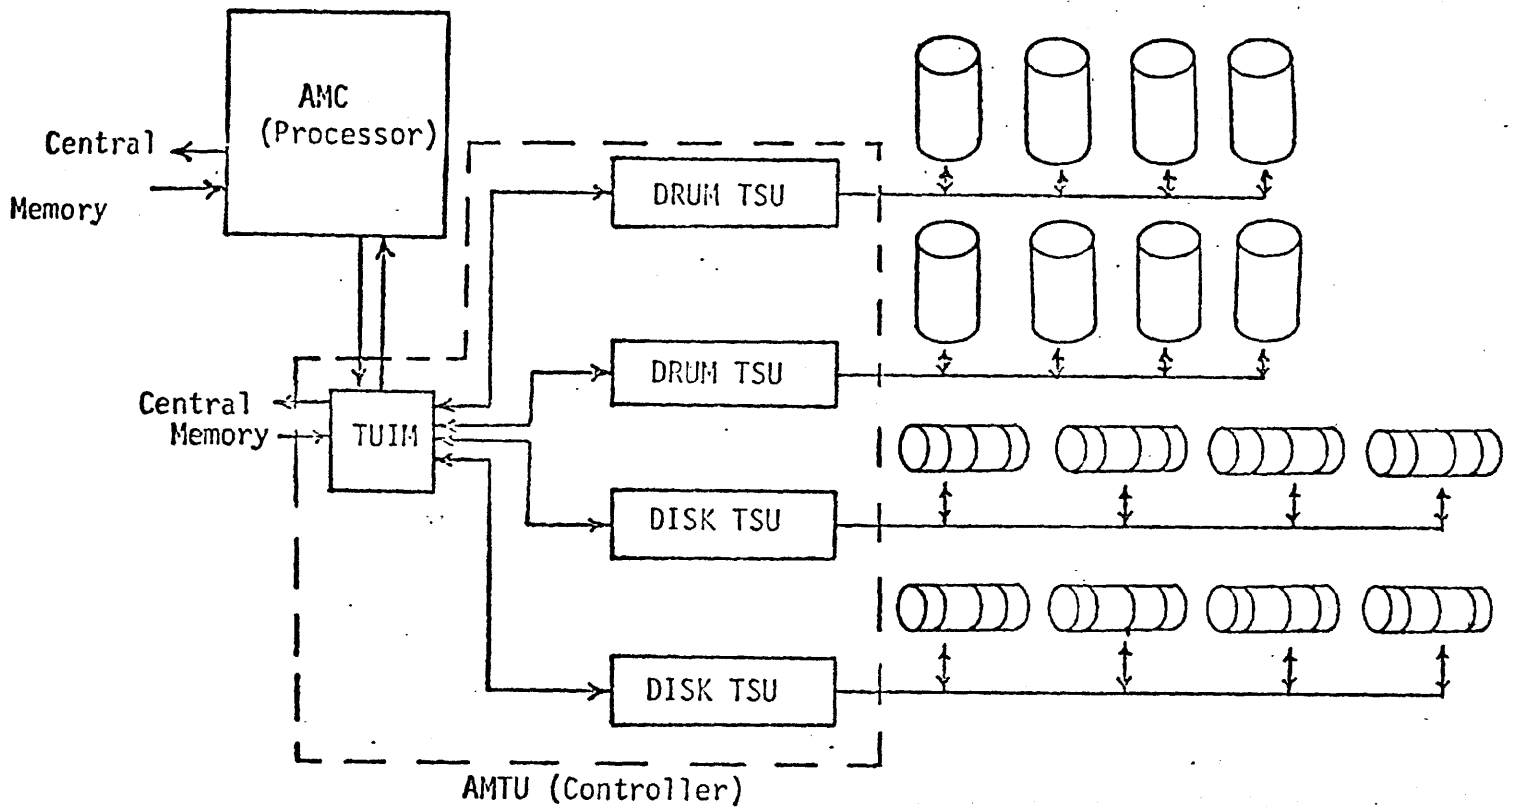 AMC
(Processor)
Central
Memory
DRUM TSU
DRUM TSU
Central
Memory
TUIM
DISK TSU
DISK TSU
AMTU (Controller)